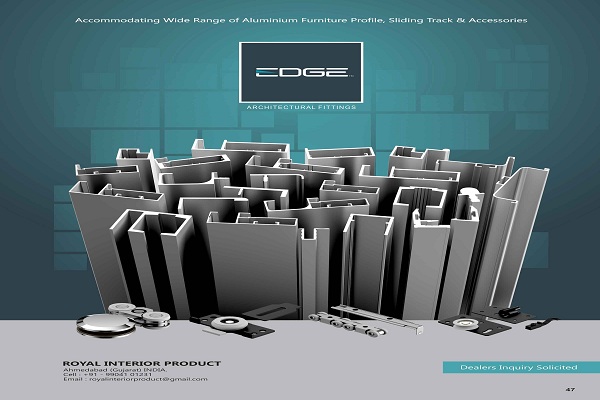 Accommodating Wide Range of Aluminium Furniture Profile, Sliding Track & Accessories
EDGE
ARCHITECTURAL FITTINGS
ROYAL INTERIOR PRODUCT
Ahmedabad (Gujarat) INDIA.
Cell : +91 - 99041 01231
Email : royalinteriorproduct@gmail.com
Dealers Inquiry Solicited
47